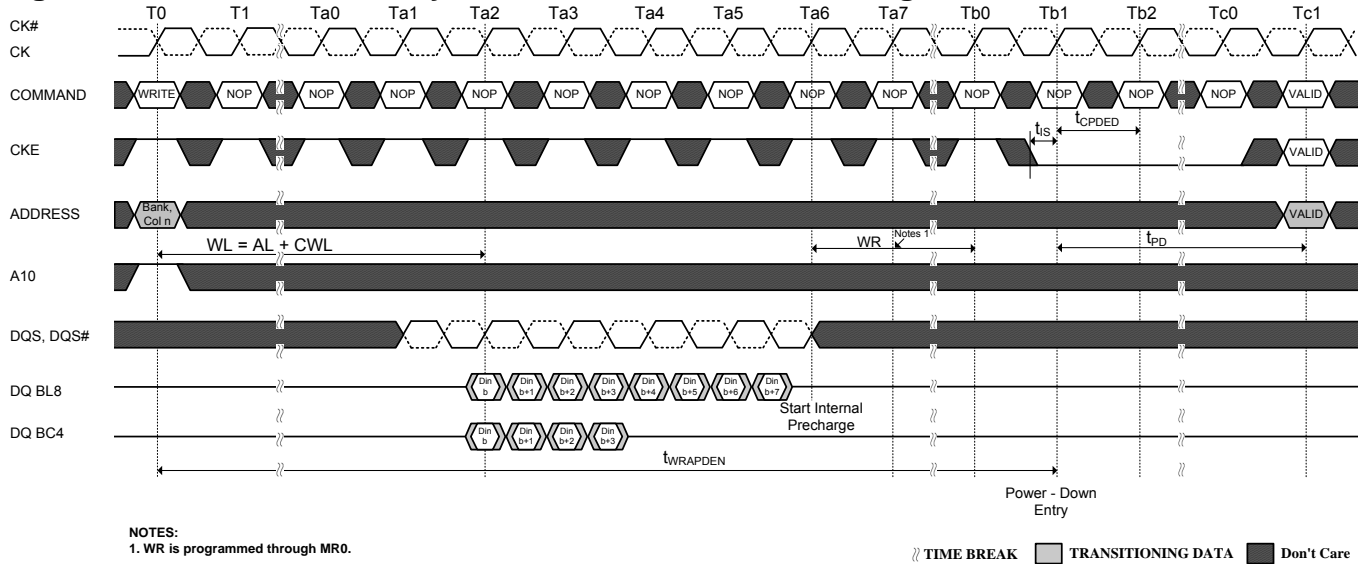 T0 T1 Ta0 Ta1 Ta2 Ta3 Ta4 Ta5 Ta6 Ta7 Tb0 Tb1 Tb2 Tc0 Tc1
CK#
CK
COMMAND WRITE NOP NOP NOP NOP NOP NOP NOP NOP NOP NOP NOP NOP NOP VALID
tIS
tCPDED
CKE VALID
ADDRESS Bank, Col n VALID
WL = AL + CWL
WR
Notes 1
tPD
A10
DQS, DQS#
DQ BL8 Din b Din b+1 Din b+2 Din b+3 Din b+4 Din b+5 Din b+6 Din b+7
Start Internal
Precharge
DQ BC4 Din b Din b+1 Din b+2 Din b+3
tWRAPDEN
Power - Down
Entry
NOTES:
1. WR is programmed through MR0.
TIME BREAK TRANSITIONING DATA Don't Care